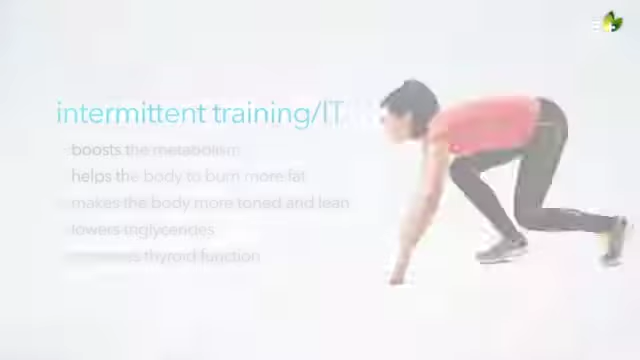 intermittent training/IT
boosts the metabolism
helps the body to burn more fat
makes the body more toned and lean
lowers triglycerides
thyroid function